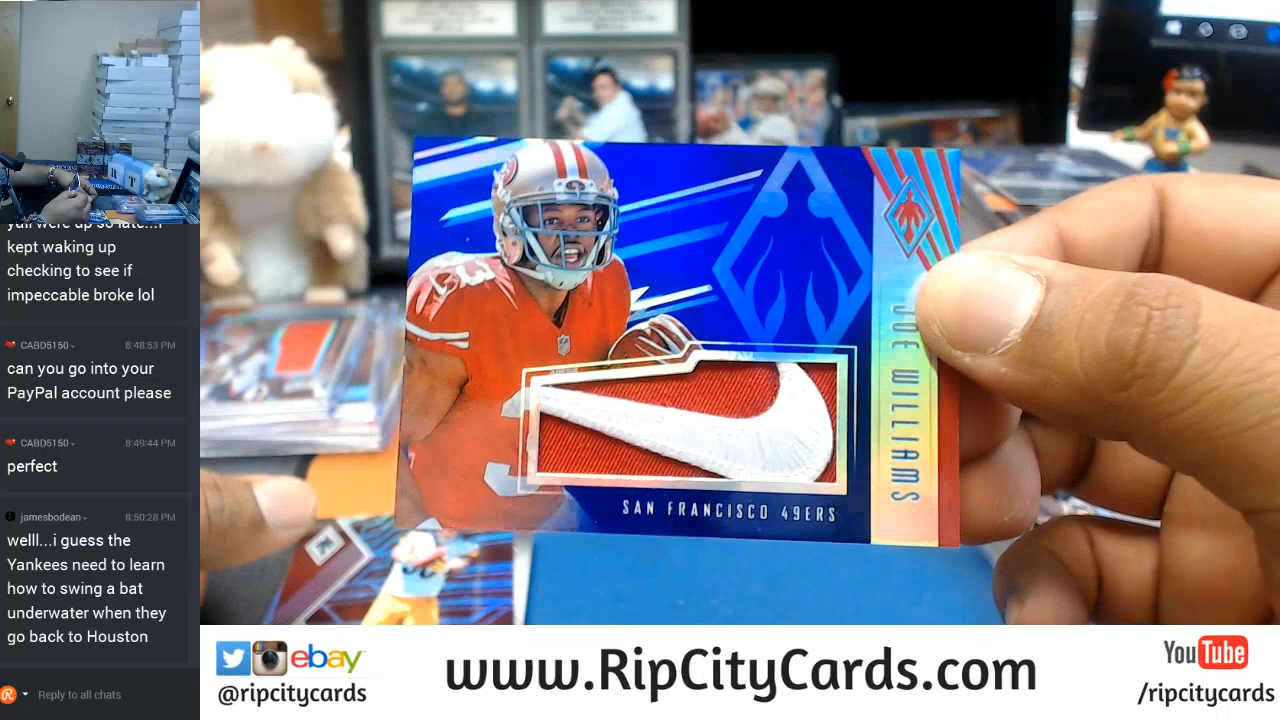 yall were up so late...i
kept waking up
checking to see if
impeccable broke lol
CABD5150
8:48:53 PM
can you go into your
PayPal account please
CABD5150
8:49:44 PM
perfect
jamesbodean
8:50:28 PM
welll...i guess the
Yankees need to learn
how to swing a bat
underwater when they
go back to Houston
Reply to all chats
JOE WILLIAMS
SAN FRANCISCO 49ERS
ebay
@ripcitycards
www.RipCityCards.com
YouTube
/ripcitycards